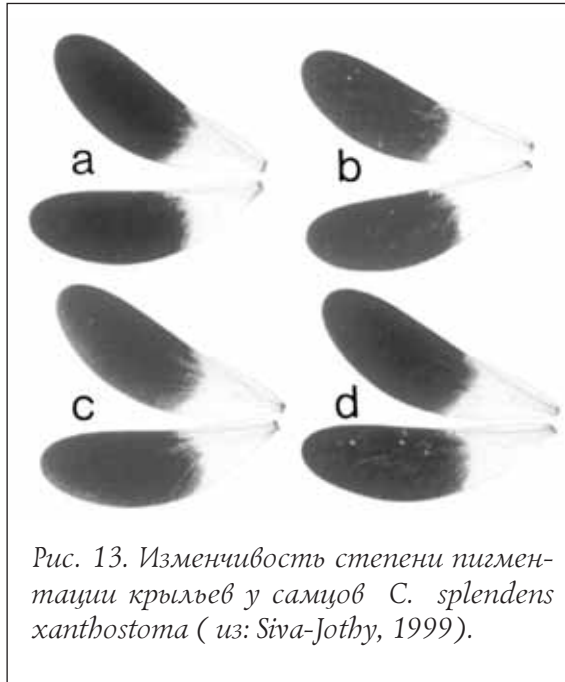 a
b
c
d
Рис. 13. Изменчивость степени пигмен-
тации крыльев у самцов C. splendens
xanthostoma ( из: Siva-Jothy, 1999).